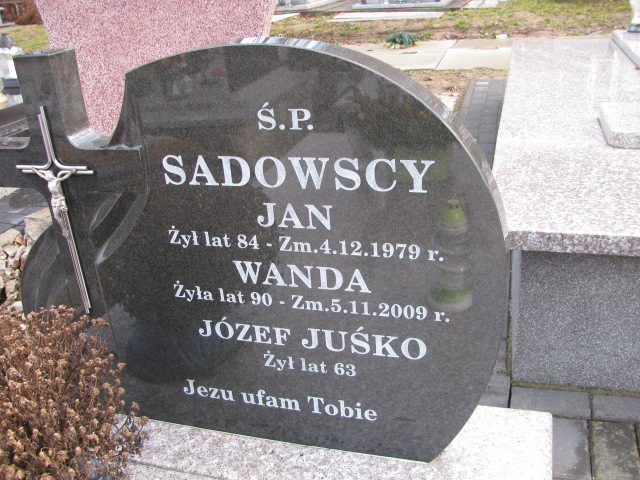 Ś.P.
SADOWSCY
JAN
Żył lat 84 - Zm.4.12.1979 r.
WANDA
Żyła lat 90 - Zm.5.11.2009 r.
JÓZEF JUŚKO
Żył lat 63
Jezu ufam Tobie